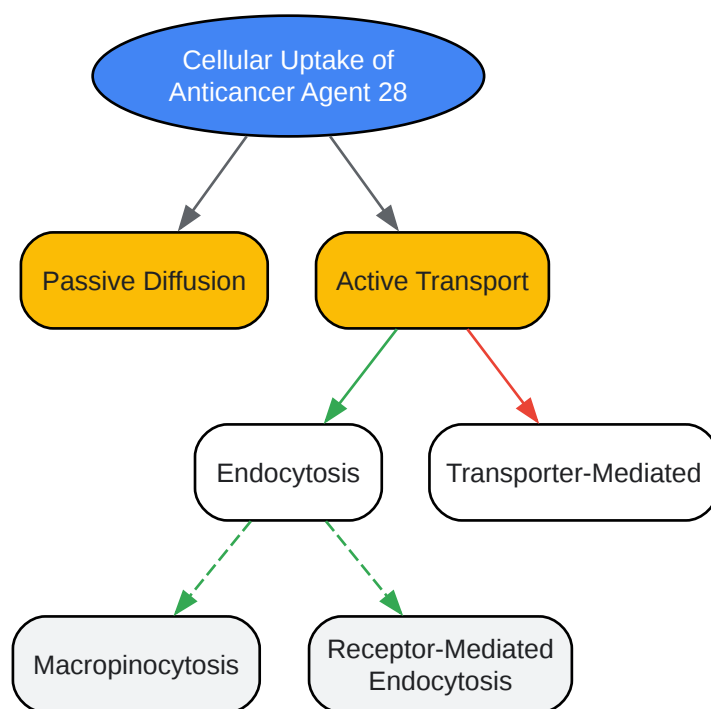 Cellular Uptake of
Anticancer Agent 28
Passive Diffusion
Active Transport
Endocytosis
Transporter-Mediated
Macropinocytosis
Receptor-Mediated
Endocytosis